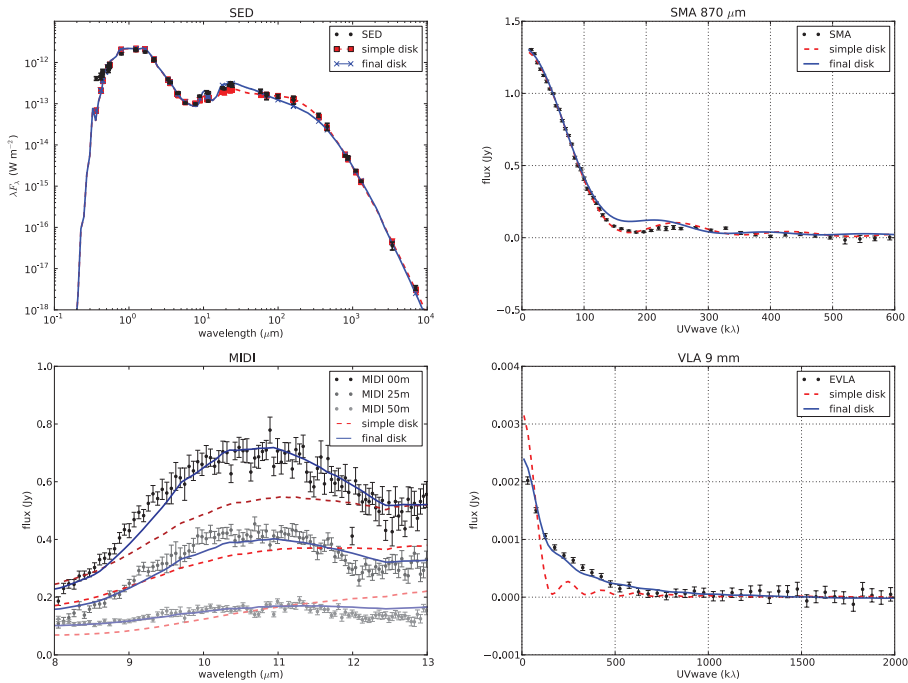 SED
SED
simple disk
final disk
λFλ (W m⁻²)
10⁻¹²
10⁻¹³
10⁻¹⁴
10⁻¹⁵
10⁻¹⁶
10⁻¹⁷
10⁻¹⁸
10⁻¹ 10⁰ 10¹ 10² 10³ 10⁴
wavelength (μm)
SMA 870 μm
SMA
simple disk
final disk
flux (Jy)
1.5
1.0
0.5
0.0
−0.5
0 100 200 300 400 500 600
UVwave (kλ)
MIDI
MIDI 00m
MIDI 25m
MIDI 50m
simple disk
final disk
flux (Jy)
1.0
0.8
0.6
0.4
0.2
0.0
8 9 10 11 12 13
wavelength (μm)
VLA 9 mm
EVLA
simple disk
final disk
flux (Jy)
0.004
0.003
0.002
0.001
0.000
−0.001
0 500 1000 1500 2000
UVwave (kλ)